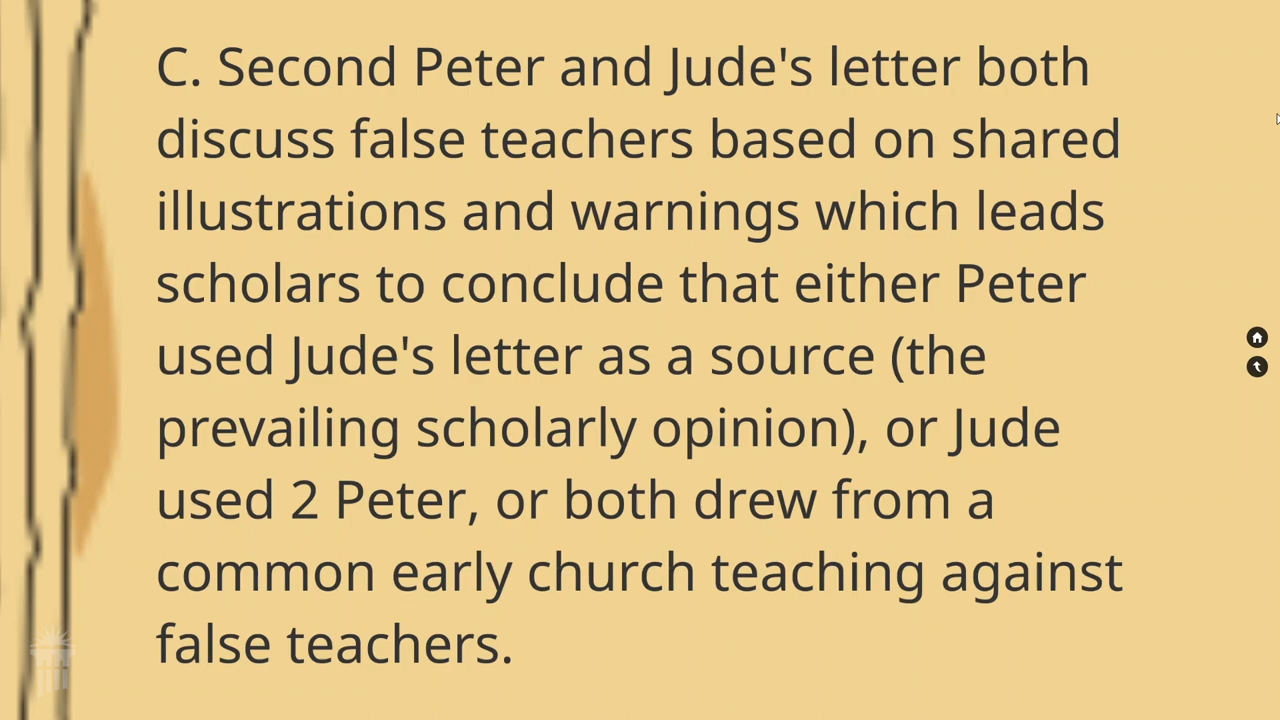 C. Second Peter and Jude's letter both
discuss false teachers based on shared
illustrations and warnings which leads
scholars to conclude that either Peter
used Jude's letter as a source (the
prevailing scholarly opinion), or Jude
used 2 Peter, or both drew from a
common early church teaching against
false teachers.